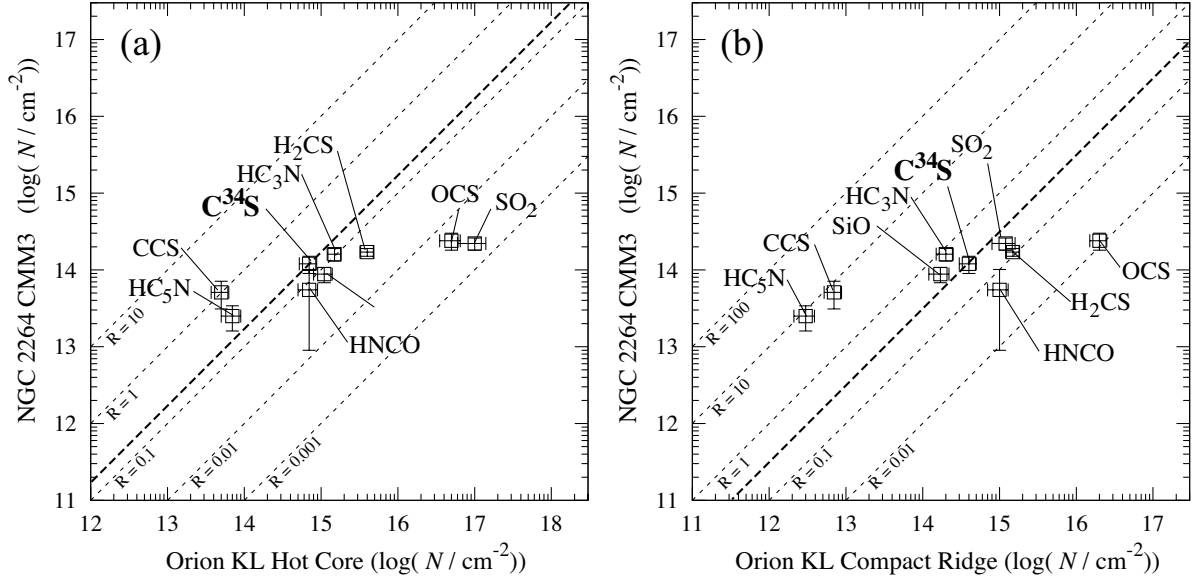 (a)
NGC 2264 CMM3 (log( N / cm⁻²))
17
16
15
14
13
12
11
H₂CS
HC₃N
C³⁴S
OCS
SO₂
CCS
HC₅N
HNCO
R = 10
R = 1
R = 0.1
R = 0.01
R = 0.001
12 13 14 15 16 17 18
Orion KL Hot Core (log( N / cm⁻²))
(b)
NGC 2264 CMM3 (log( N / cm⁻²))
17
16
15
14
13
12
11
SO₂
C³⁴S
HC₃N
SiO
CCS
HC₅N
OCS
H₂CS
HNCO
R = 100
R = 10
R = 1
R = 0.1
R = 0.01
11 12 13 14 15 16 17
Orion KL Compact Ridge (log( N / cm⁻²))